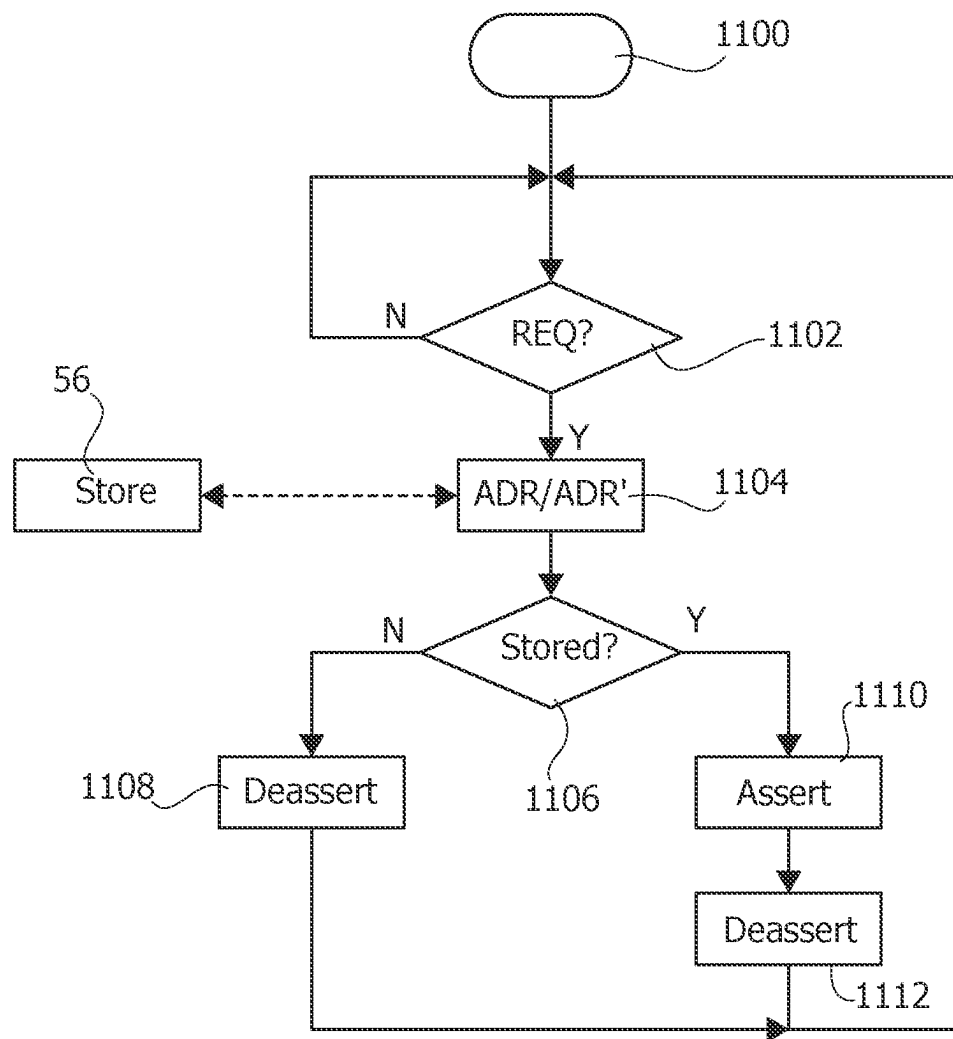 1100
N
REQ?
1102
56
Y
Store
ADR/ADR'
1104
N
Y
Stored?
1110
1108
Deassert
1106
Assert
Deassert
1112